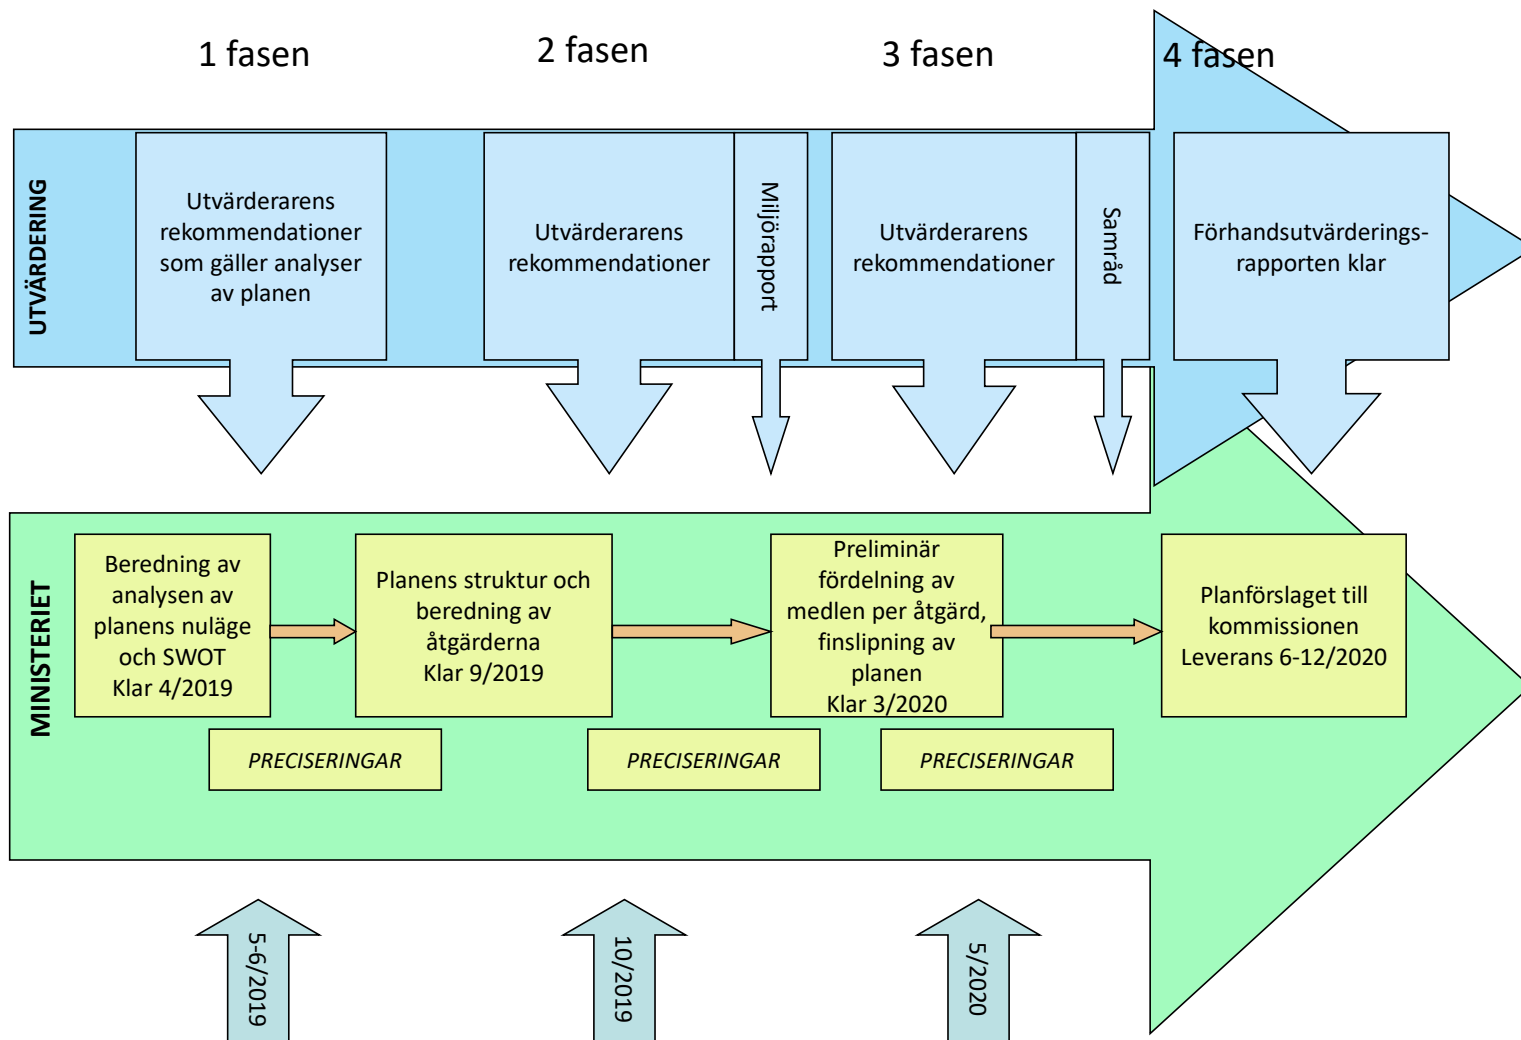 1 fasen
2 fasen
3 fasen
4 fasen
UTVÄRDERING
Utvärderarens
rekommendationer
som gäller analyser
av planen
Utvärderarens
rekommendationer
Miljörapport
Utvärderarens
rekommendationer
Samråd
Förhandsutvärderings-
rapporten klar
MINISTERIET
Beredning av
analysen av
planens nuläge
och SWOT
Klar 4/2019
Planens struktur och
beredning av
åtgärderna
Klar 9/2019
Preliminär
fördelning av
medlen per åtgärd,
finslipning av
planen
Klar 3/2020
Planförslaget till
kommissionen
Leverans 6-12/2020
PRECISERINGAR
PRECISERINGAR
PRECISERINGAR
5-6/2019
10/2019
5/2020